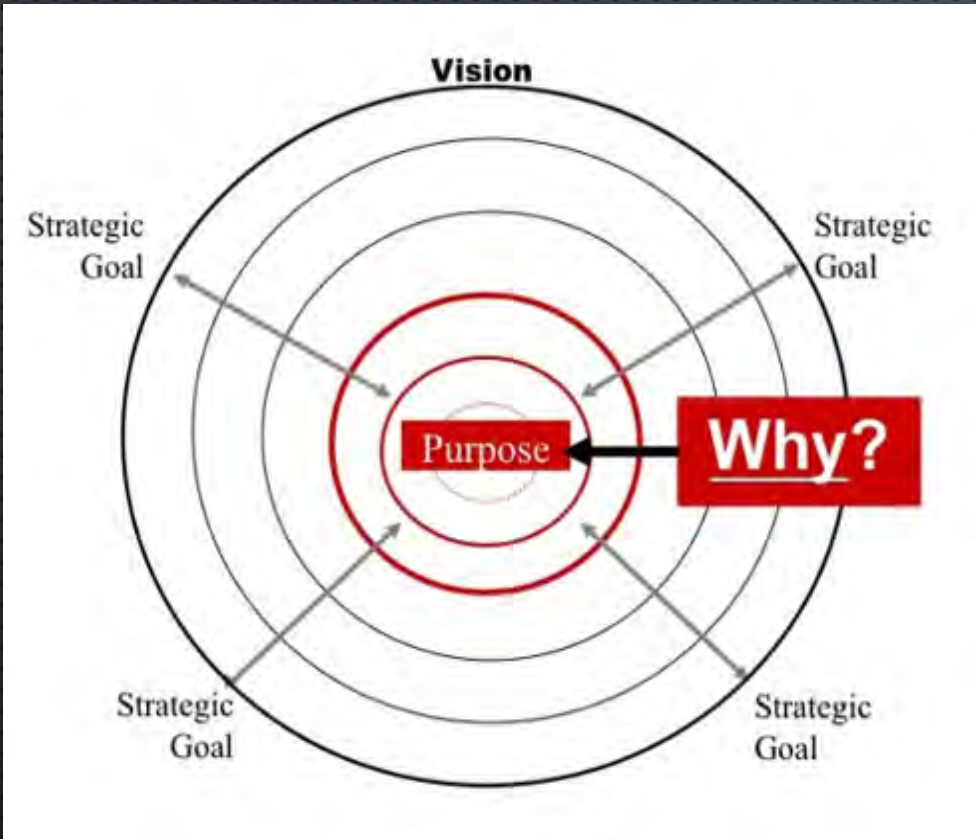 Vision
Strategic
Goal
Strategic
Goal
Purpose
Why?
Strategic
Goal
Strategic
Goal